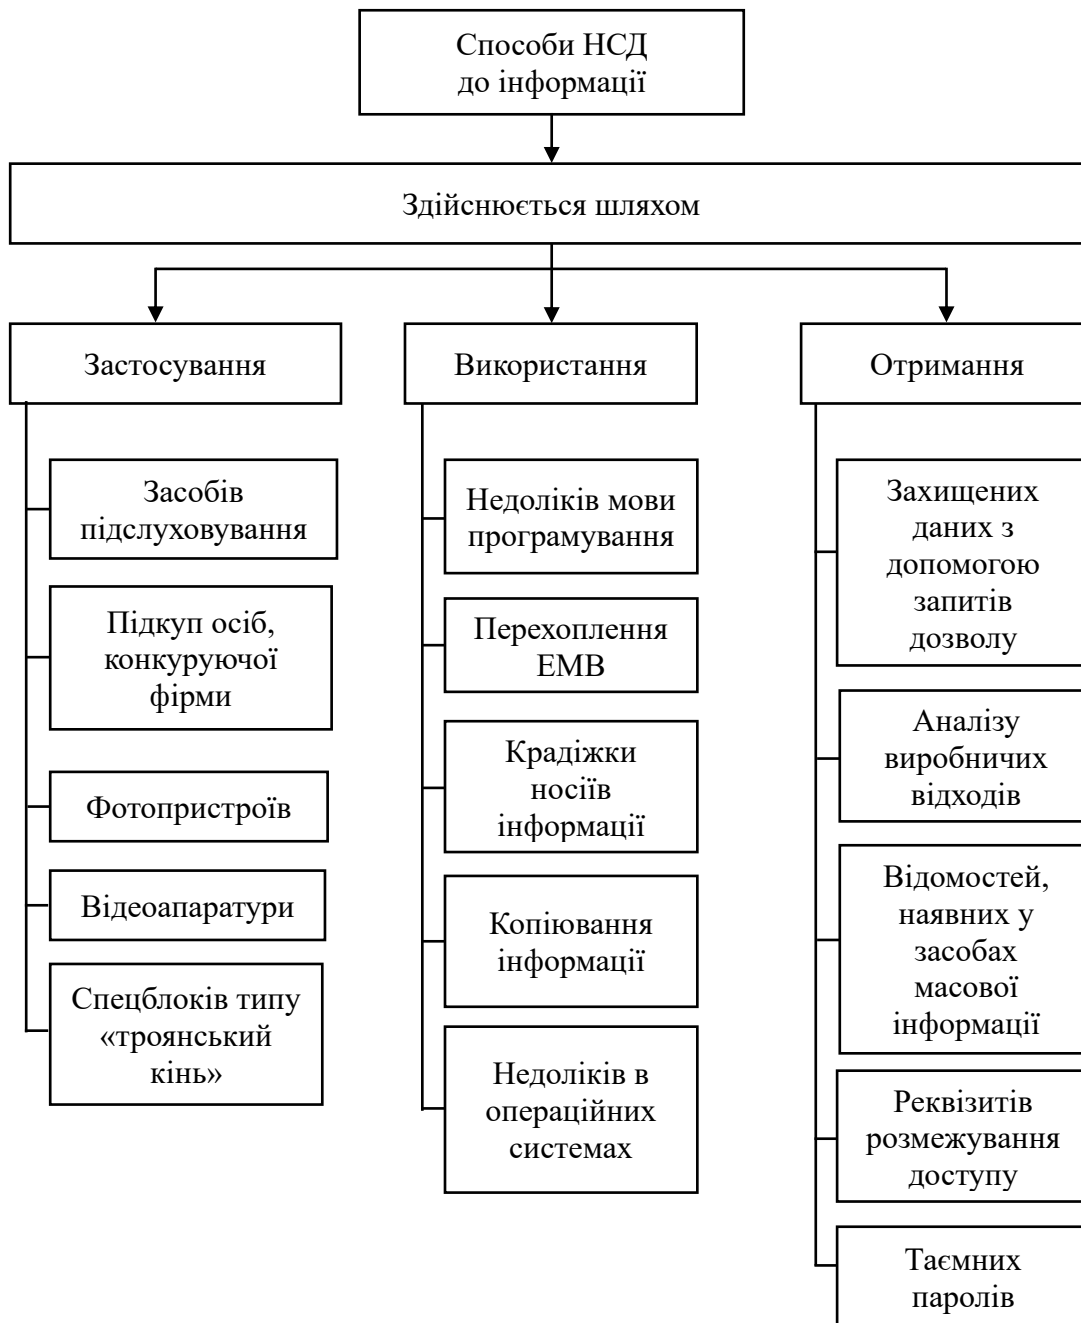 Способи НСД
до інформації
Здійснюється шляхом
Застосування
Використання
Отримання
Засобів
підслуховування
Підкуп осіб,
конкуруючої
фірми
Фотопристроїв
Відеоапаратури
Спецблоків типу
«троянський
кінь»
Недоліків мови
програмування
Перехоплення
ЕМВ
Крадіжки
носіїв
інформації
Копіювання
інформації
Недоліків в
операційних
системах
Захищених
даних з
допомогою
запитів
дозволу
Аналізу
виробничих
відходів
Відомостей,
наявних у
засобах
масової
інформації
Реквізитів
розмежування
доступу
Таємних
паролів